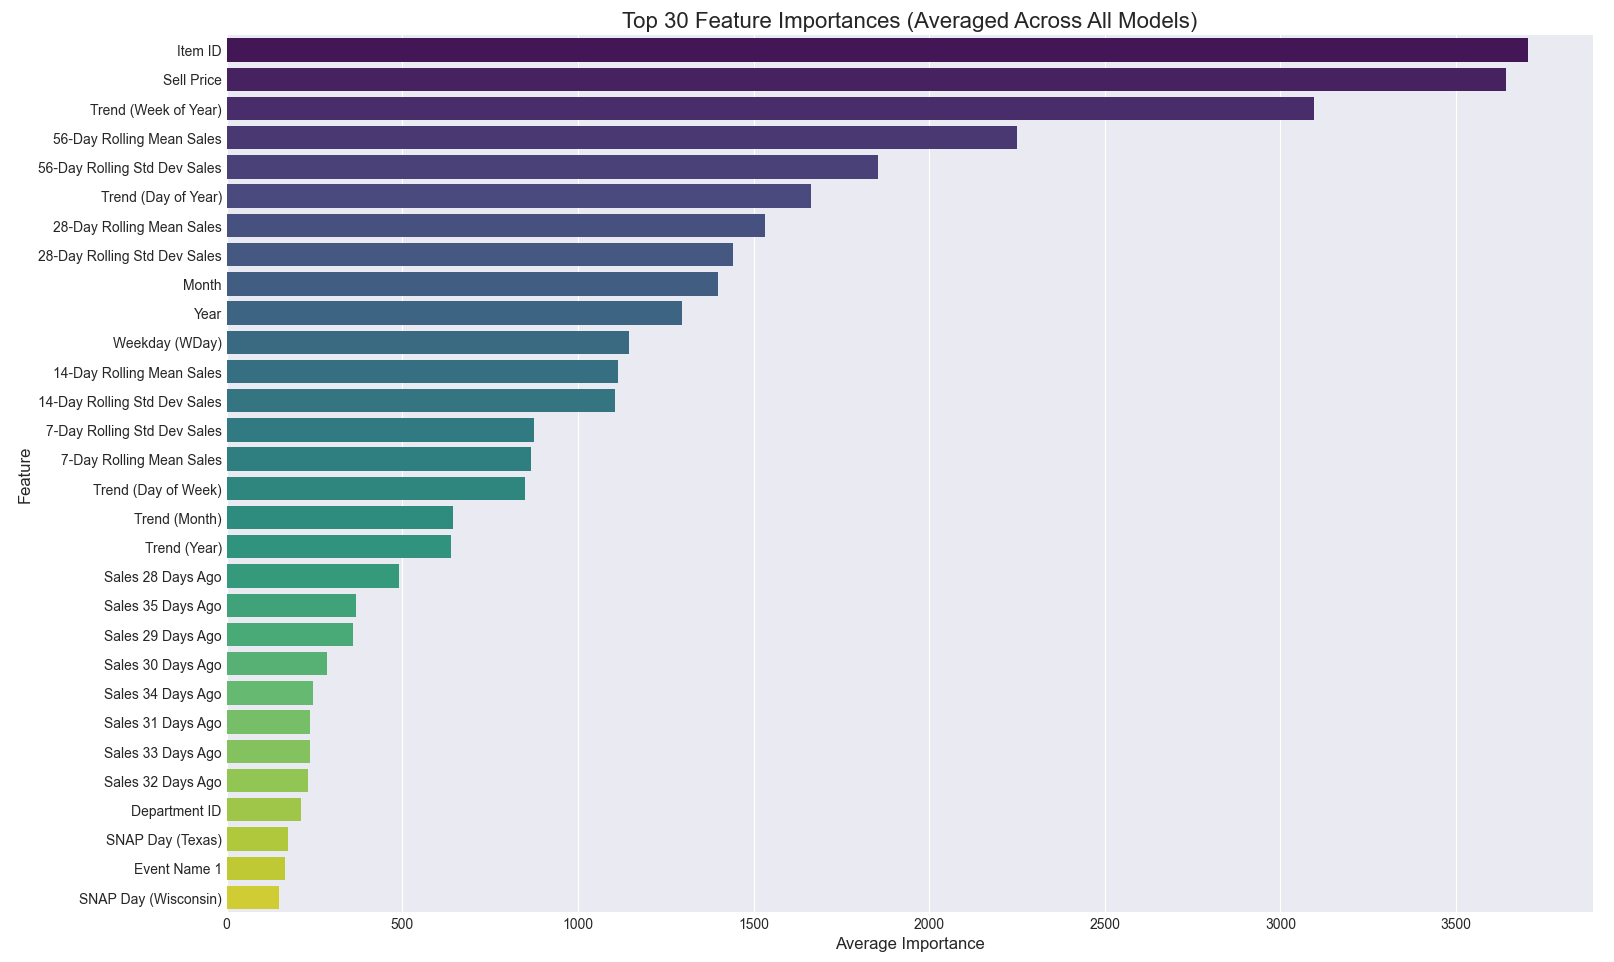 Top 30 Feature Importances (Averaged Across All Models)
Feature
Item ID
Sell Price
Trend (Week of Year)
56-Day Rolling Mean Sales
56-Day Rolling Std Dev Sales
Trend (Day of Year)
28-Day Rolling Mean Sales
28-Day Rolling Std Dev Sales
Month
Year
Weekday (WDay)
14-Day Rolling Mean Sales
14-Day Rolling Std Dev Sales
7-Day Rolling Std Dev Sales
7-Day Rolling Mean Sales
Trend (Day of Week)
Trend (Month)
Trend (Year)
Sales 28 Days Ago
Sales 35 Days Ago
Sales 29 Days Ago
Sales 30 Days Ago
Sales 34 Days Ago
Sales 31 Days Ago
Sales 33 Days Ago
Sales 32 Days Ago
Department ID
SNAP Day (Texas)
Event Name 1
SNAP Day (Wisconsin)
0 500 1000 1500 2000 2500 3000 3500
Average Importance